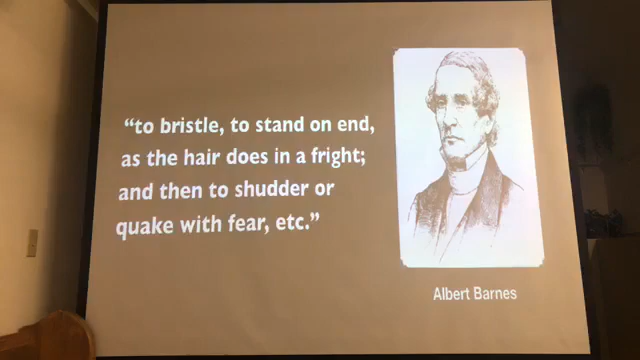 “to bristle, to stand on end,
as the hair does in a fright;
and then to shudder or
quake with fear, etc.”
Albert Barnes